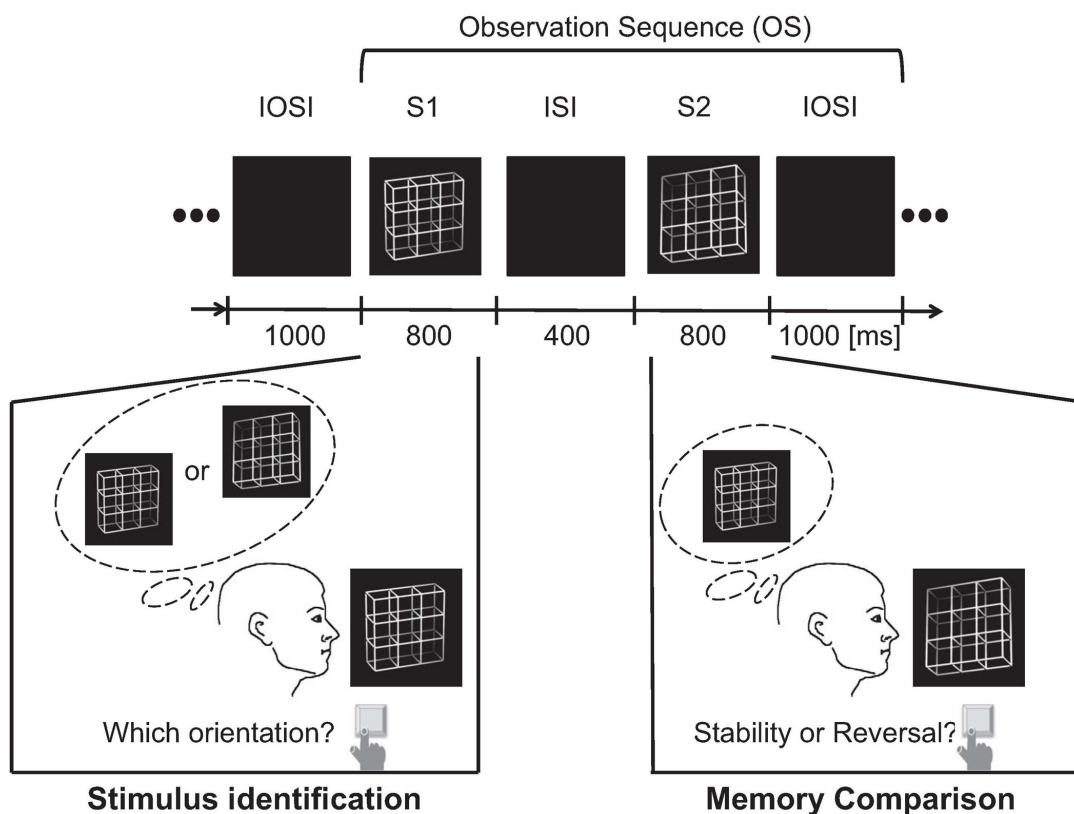 Observation Sequence (OS)
IOSI S1 ISI S2 IOSI
1000 800 400 800 1000 [ms]
or
Which orientation? Stability or Reversal?
Stimulus identification Memory Comparison